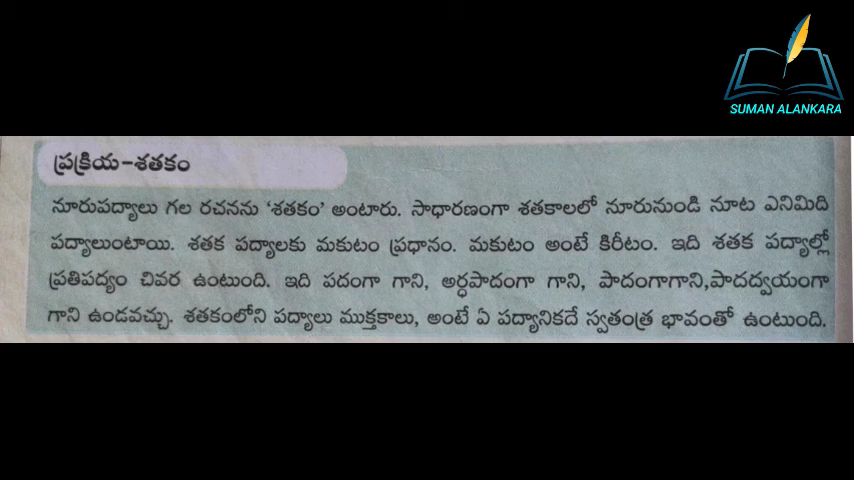 SUMAN ALANKARA
ప్రక్రియ-శతకం
నూరుపద్యాలు గల రచనను ‘శతకం’ అంటారు. సాధారణంగా శతకాలలో నూరునుండి నూట ఎనిమిది
పద్యాలుంటాయి. శతక పద్యాలకు మకుటం ప్రధానం. మకుటం అంటే కిరీటం. ఇది శతక పద్యాల్లో
ప్రతిపద్యం చివర ఉంటుంది. ఇది పదంగా గాని, అర్ధపాదంగా గాని, పాదంగాగాని,పాదద్వయంగా
గాని ఉండవచ్చు. శతకంలోని పద్యాలు ముక్తకాలు, అంటే ఏ పద్యానికదే స్వతంత్ర భావంతో ఉంటుంది.